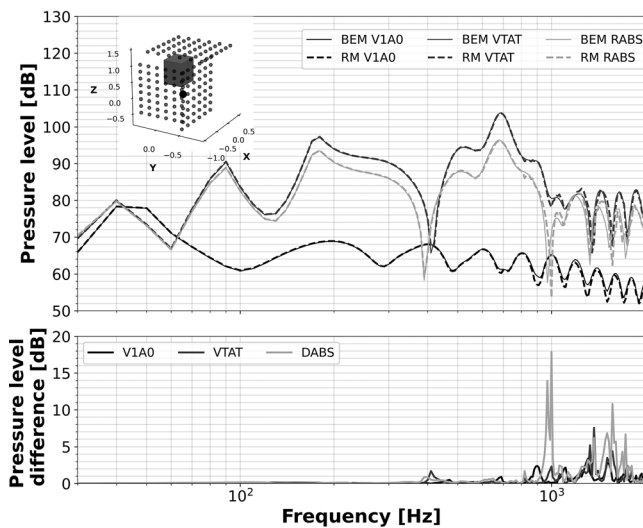 130
120
110
100
90
80
70
60
50
Pressure level [dB]
1.5
1.0
0.5
0.0
−0.5
Z
0.0
−0.5
−1.0
Y
0.5
0.0
−0.5
X
BEM V1A0 BEM VTAT BEM RABS
RM V1A0 RM VTAT RM RABS
20
15
10
5
0
Pressure level
difference [dB]
V1A0 VTAT DABS
10² 10³
Frequency [Hz]